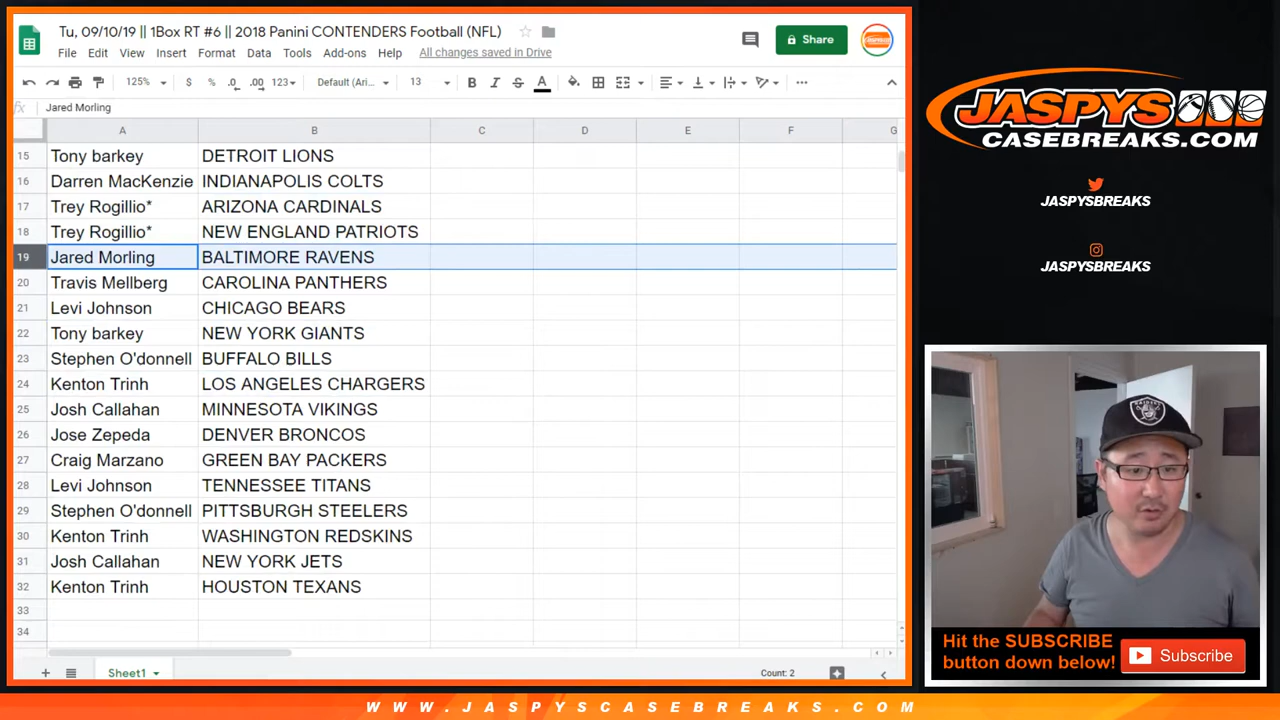 Tu, 09/10/19 || 1Box RT #6 || 2018 Panini CONTENDERS Football (NFL)
File Edit View Insert Format Data Tools Add-ons Help All changes saved in Drive
Share
125% $ % .0 .00 123 Default (Ari... 13 B I S A
fx Jared Morling
A B C D E F G
15 Tony barkey DETROIT LIONS
16 Darren MacKenzie INDIANAPOLIS COLTS
17 Trey Rogillio* ARIZONA CARDINALS
18 Trey Rogillio* NEW ENGLAND PATRIOTS
19 Jared Morling BALTIMORE RAVENS
20 Travis Mellberg CAROLINA PANTHERS
21 Levi Johnson CHICAGO BEARS
22 Tony barkey NEW YORK GIANTS
23 Stephen O'donnell BUFFALO BILLS
24 Kenton Trinh LOS ANGELES CHARGERS
25 Josh Callahan MINNESOTA VIKINGS
26 Jose Zepeda DENVER BRONCOS
27 Craig Marzano GREEN BAY PACKERS
28 Levi Johnson TENNESSEE TITANS
29 Stephen O'donnell PITTSBURGH STEELERS
30 Kenton Trinh WASHINGTON REDSKINS
31 Josh Callahan NEW YORK JETS
32 Kenton Trinh HOUSTON TEXANS
33
34
Sheet1 Count: 2
JASPYS
CASEBREAKS.COM
JASPYSBREAKS
JASPYSBREAKS
RAIDERS
Hit the SUBSCRIBE
button down below!
Subscribe
WWW.JASPYSCASEBREAKS.COM